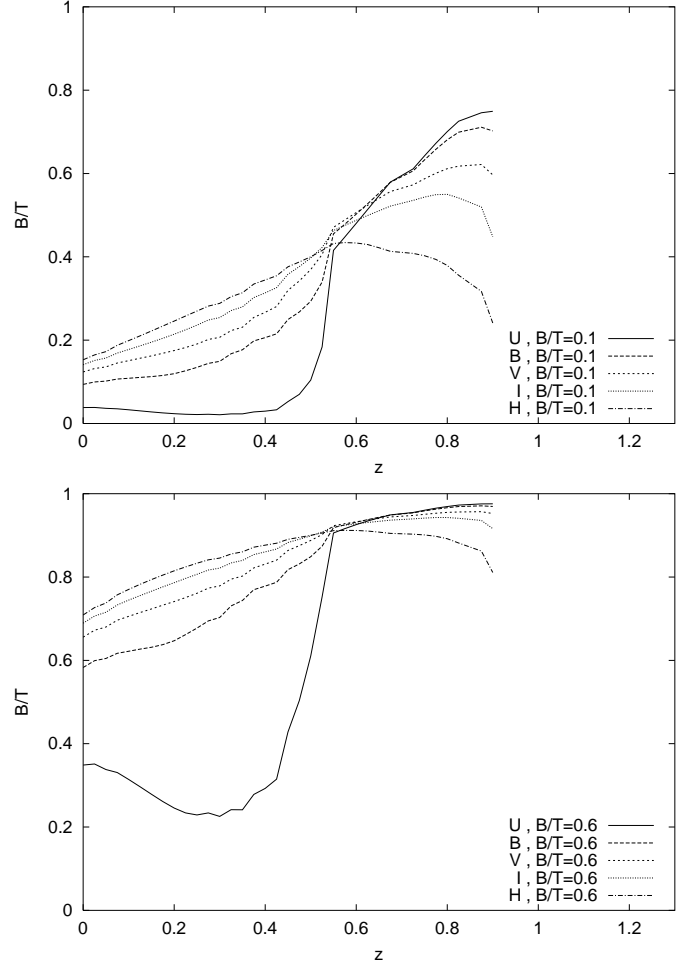 1
0.8
0.6
0.4
0.2
0
B/T
U , B/T=0.1
B , B/T=0.1
V , B/T=0.1
I , B/T=0.1
H , B/T=0.1
0 0.2 0.4 0.6 0.8 1 1.2
z
1
0.8
0.6
0.4
0.2
0
B/T
U , B/T=0.6
B , B/T=0.6
V , B/T=0.6
I , B/T=0.6
H , B/T=0.6
0 0.2 0.4 0.6 0.8 1 1.2
z